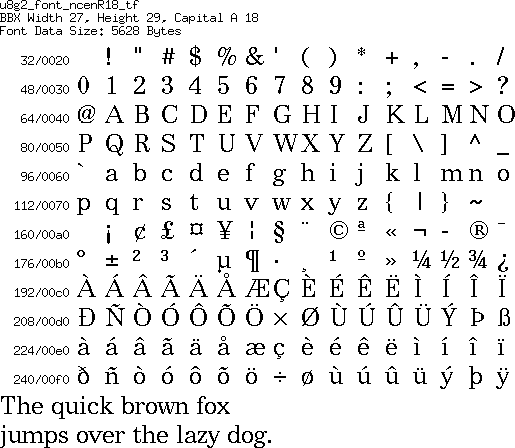 u8g2_font_ncenR18_tf
BBX Width 27, Height 29, Capital A 18
Font Data Size: 5628 Bytes
32/0020 ! " # $ % & ' ( ) * + , - . /
48/0030 0 1 2 3 4 5 6 7 8 9 : ; < = > ?
64/0040 @ A B C D E F G H I J K L M N O
80/0050 P Q R S T U V W X Y Z [ \ ] ^ _
96/0060 ` a b c d e f g h i j k l m n o
112/0070 p q r s t u v w x y z { | } ~
160/00a0 ¡ ¢ £ ¤ ¥ ¦ § ¨ © ª « ¬ - ® ¯
176/00b0 ° ± ² ³ ´ µ ¶ · ¸ ¹ º » ¼ ½ ¾ ¿
192/00c0 À Á Â Ã Ä Å Æ Ç È É Ê Ë Ì Í Î Ï
208/00d0 Ð Ñ Ò Ó Ô Õ Ö × Ø Ù Ú Û Ü Ý Þ ß
224/00e0 à á â ã ä å æ ç è é ê ë ì í î ï
240/00f0 ð ñ ò ó ô õ ö ÷ ø ù ú û ü ý þ ÿ
The quick brown fox
jumps over the lazy dog.